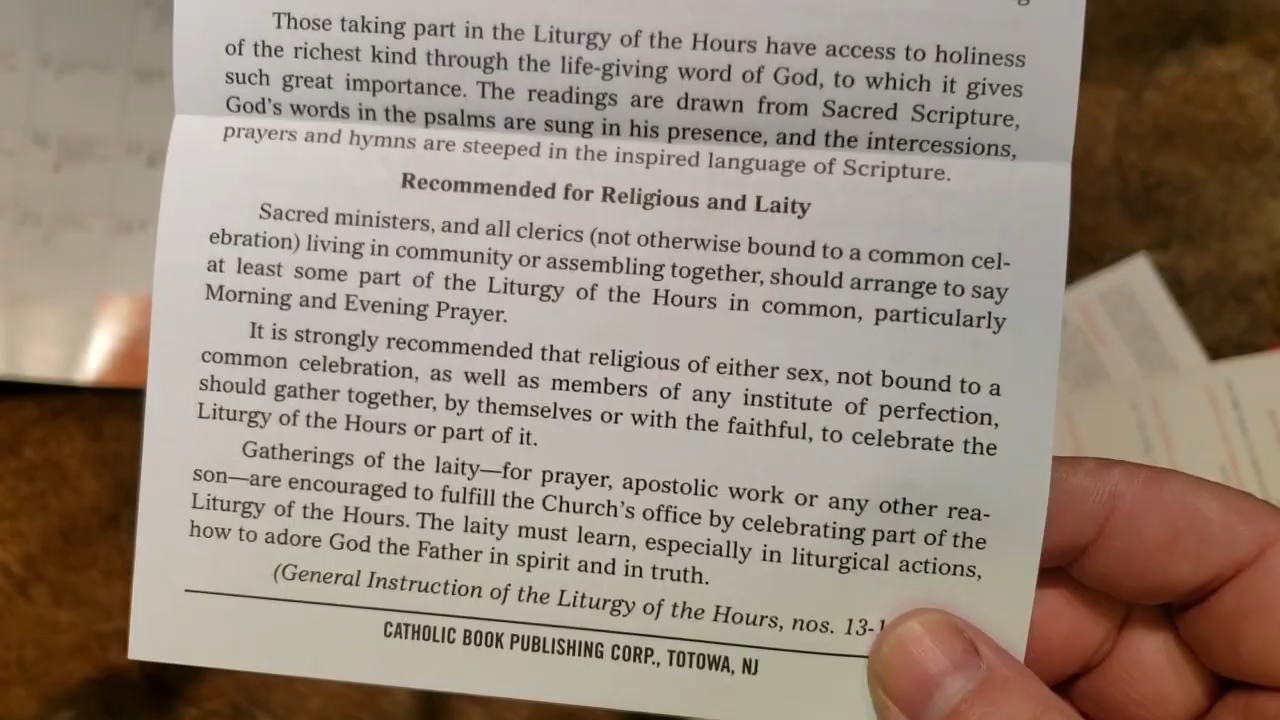 Those taking part in the Liturgy of the Hours have access to holiness
of the richest kind through the life-giving word of God, to which it gives
such great importance. The readings are drawn from Sacred Scripture,
God's words in the psalms are sung in his presence, and the intercessions,
prayers and hymns are steeped in the inspired language of Scripture.
Recommended for Religious and Laity
Sacred ministers, and all clerics (not otherwise bound to a common cel-
ebration) living in community or assembling together, should arrange to say
at least some part of the Liturgy of the Hours in common, particularly
Morning and Evening Prayer.
It is strongly recommended that religious of either sex, not bound to a
common celebration, as well as members of any institute of perfection,
should gather together, by themselves or with the faithful, to celebrate the
Liturgy of the Hours or part of it.
Gatherings of the laity—for prayer, apostolic work or any other rea-
son—are encouraged to fulfill the Church's office by celebrating part of the
Liturgy of the Hours. The laity must learn, especially in liturgical actions,
how to adore God the Father in spirit and in truth.
(General Instruction of the Liturgy of the Hours, nos. 13-
CATHOLIC BOOK PUBLISHING CORP., TOTOWA, NJ